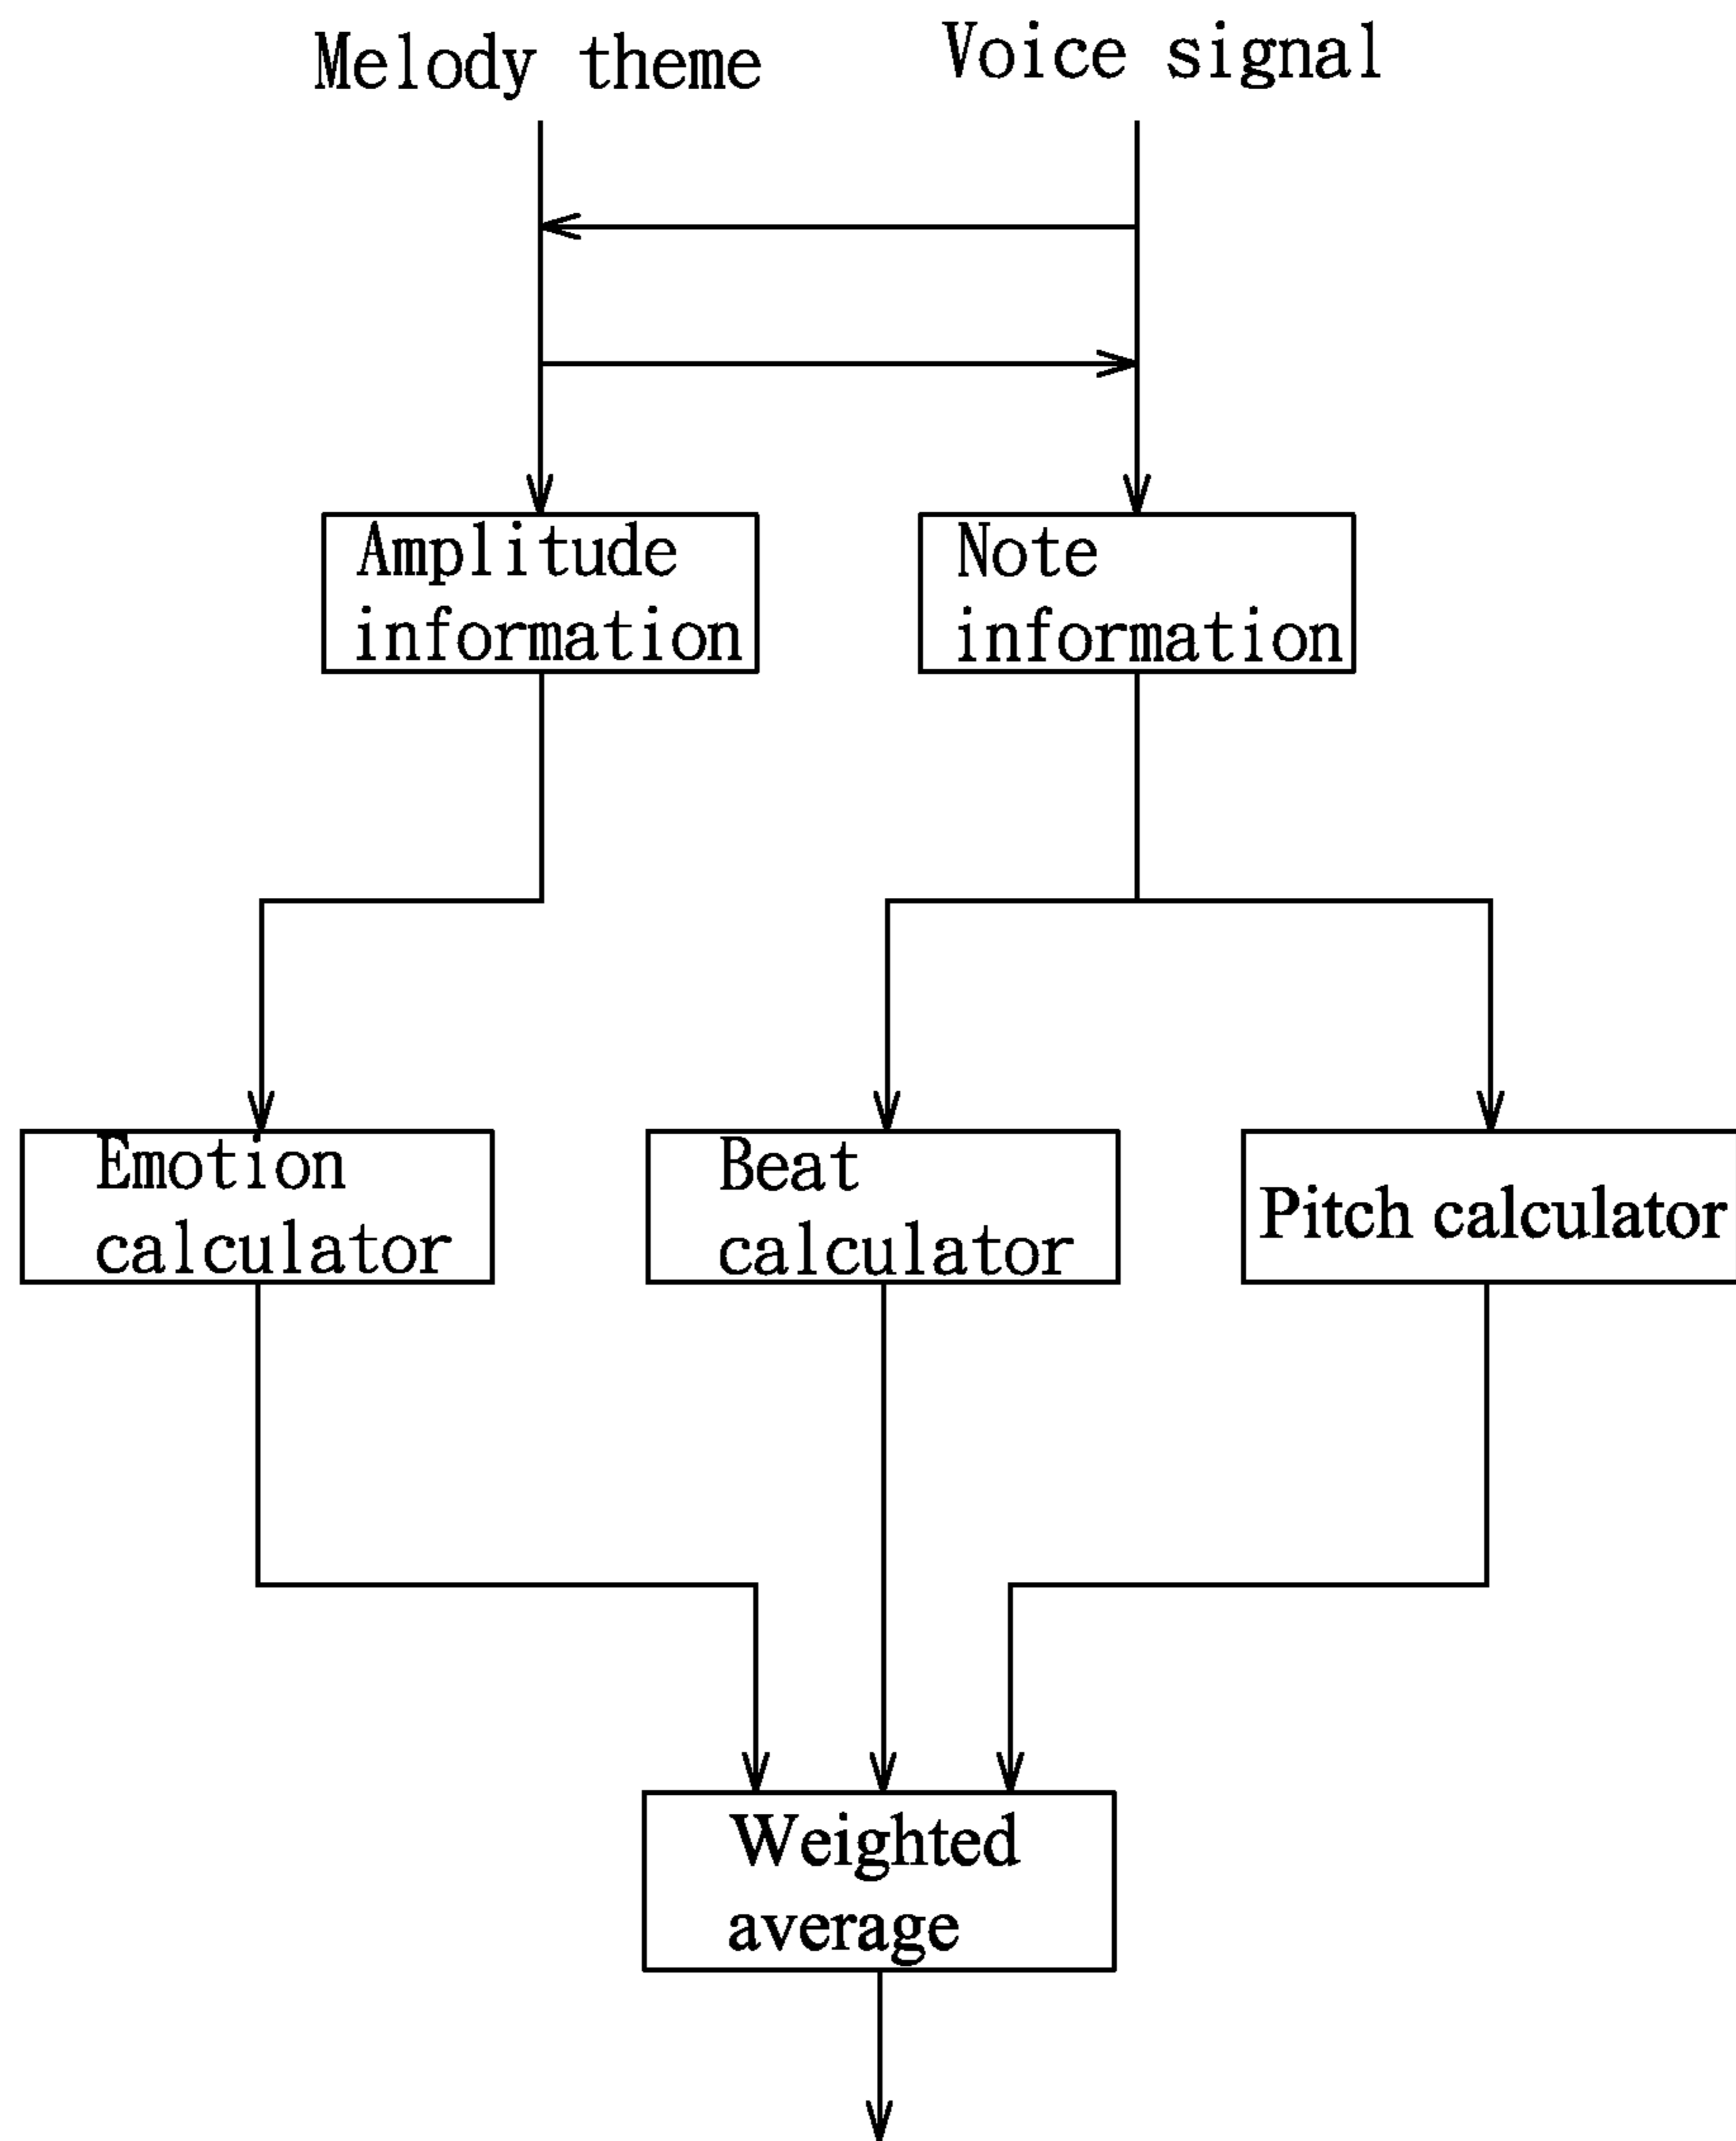 Melody theme
Voice signal
Amplitude
information
Note
information
Emotion
calculator
Beat
calculator
Pitch calculator
Weighted
average